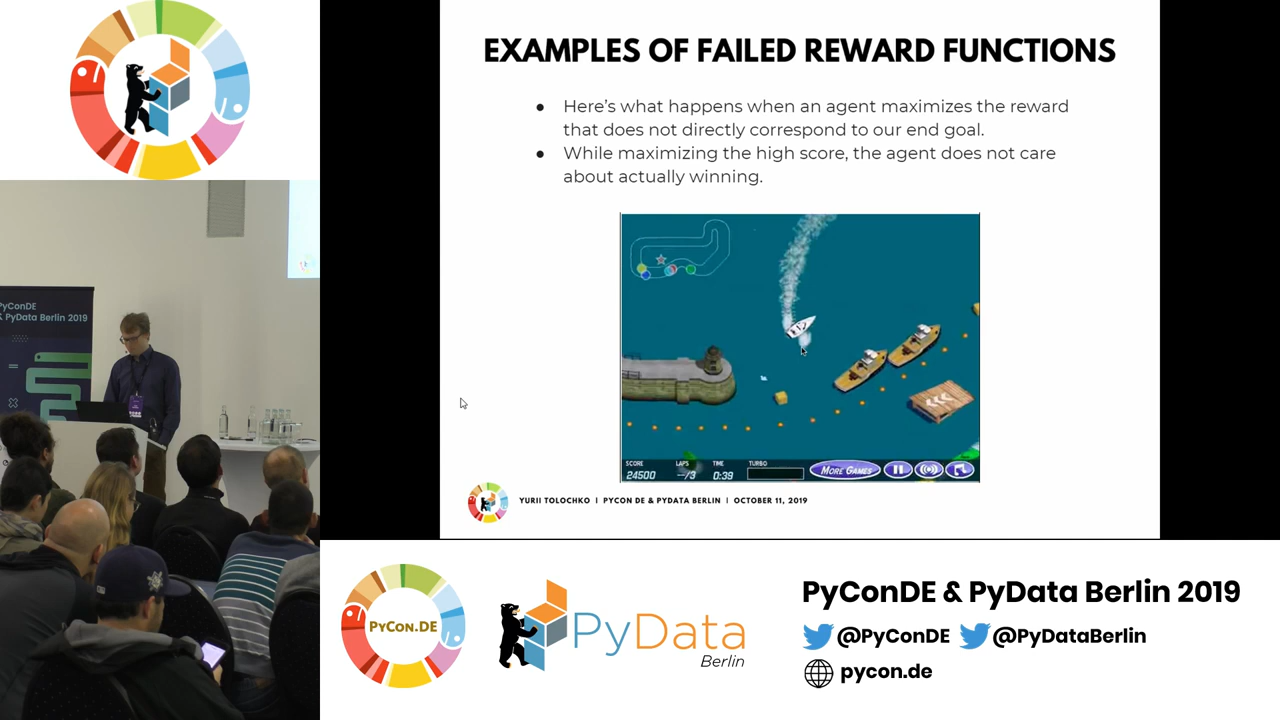 EXAMPLES OF FAILED REWARD FUNCTIONS
● Here's what happens when an agent maximizes the reward
that does not directly correspond to our end goal.
● While maximizing the high score, the agent does not care
about actually winning.
SCORE LAPS TIME TURBO
24500 --/3 0:39
MORE GAMES
YURII TOLOCHKO | PYCON DE & PYDATA BERLIN | OCTOBER 11, 2019
PyConDE
& PyData Berlin 2019
PYCON.DE
PyData
Berlin
PyConDE & PyData Berlin 2019
@PyConDE @PyDataBerlin
pycon.de